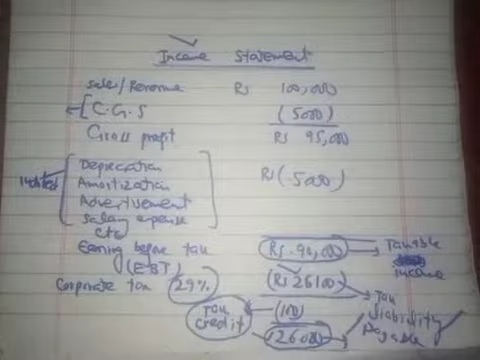 Income Statement
Sale/Revenue Rs 100,000
C.G.S (5000)
Gross profit Rs 95,000
Depreciation
Amortization Rs (5000)
Advertisement
Salary expense
etc
Earning before tax Rs. 90,000 Taxable income
(EBT)
Corporate tax 29% (Rs 26100) Tax liability payable
Tax credit (100)
(26000)